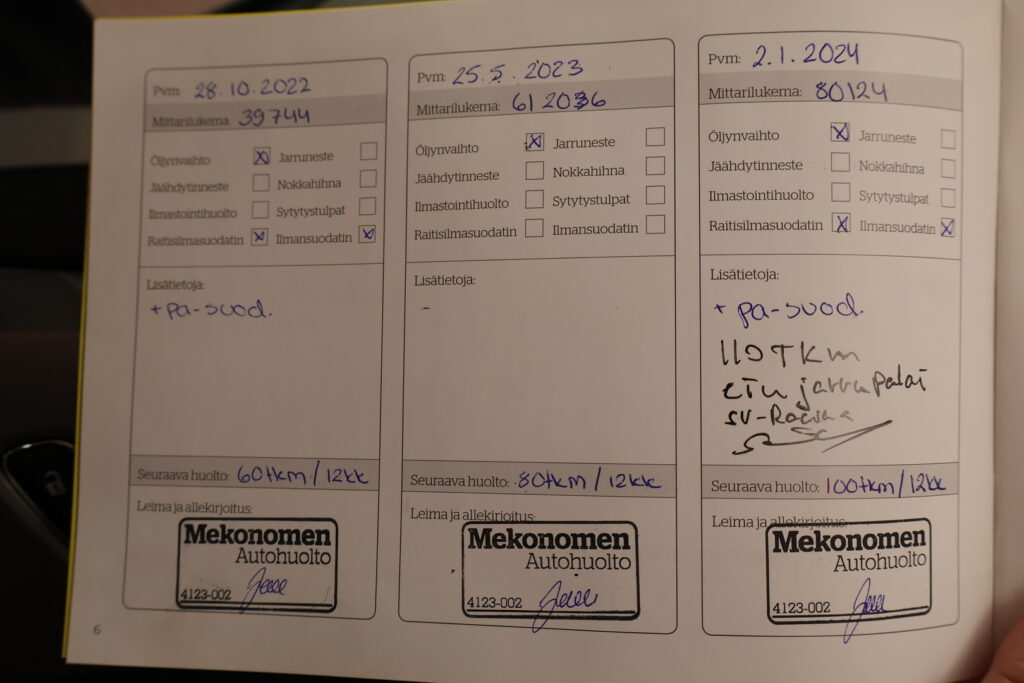 Pvm: 28.10.2022
Mittarilukema: 39744
Öljynvaihto Jarruneste
Jäähdytinneste Nokkahihna
Ilmastointihuolto Sytytystulpat
Raitisilmasuodatin Ilmansuodatin
Lisätietoja:
+ pa-suod.
Seuraava huolto: 60tkm/12kk
Leima ja allekirjoitus:
Mekonomen
Autohuolto
4123-002
Pvm: 25.5.2023
Mittarilukema:
Öljynvaihto Jarruneste
Jäähdytinneste Nokkahihna
Ilmastointihuolto Sytytystulpat
Raitisilmasuodatin Ilmansuodatin
Lisätietoja:
-
Seuraava huolto: 80tkm/12kk
Leima ja allekirjoitus:
Mekonomen
Autohuolto
4123-002
Pvm: 2.1.2024
Mittarilukema: 80124
Öljynvaihto Jarruneste
Jäähdytinneste Nokkahihna
Ilmastointihuolto Sytytystulpat
Raitisilmasuodatin Ilmansuodatin
Lisätietoja:
+ pa-suod.
110TKm
etu jarrupalat
Seuraava huolto: 100tkm/12kk
Leima ja allekirjoitus:
Mekonomen
Autohuolto
4123-002
6